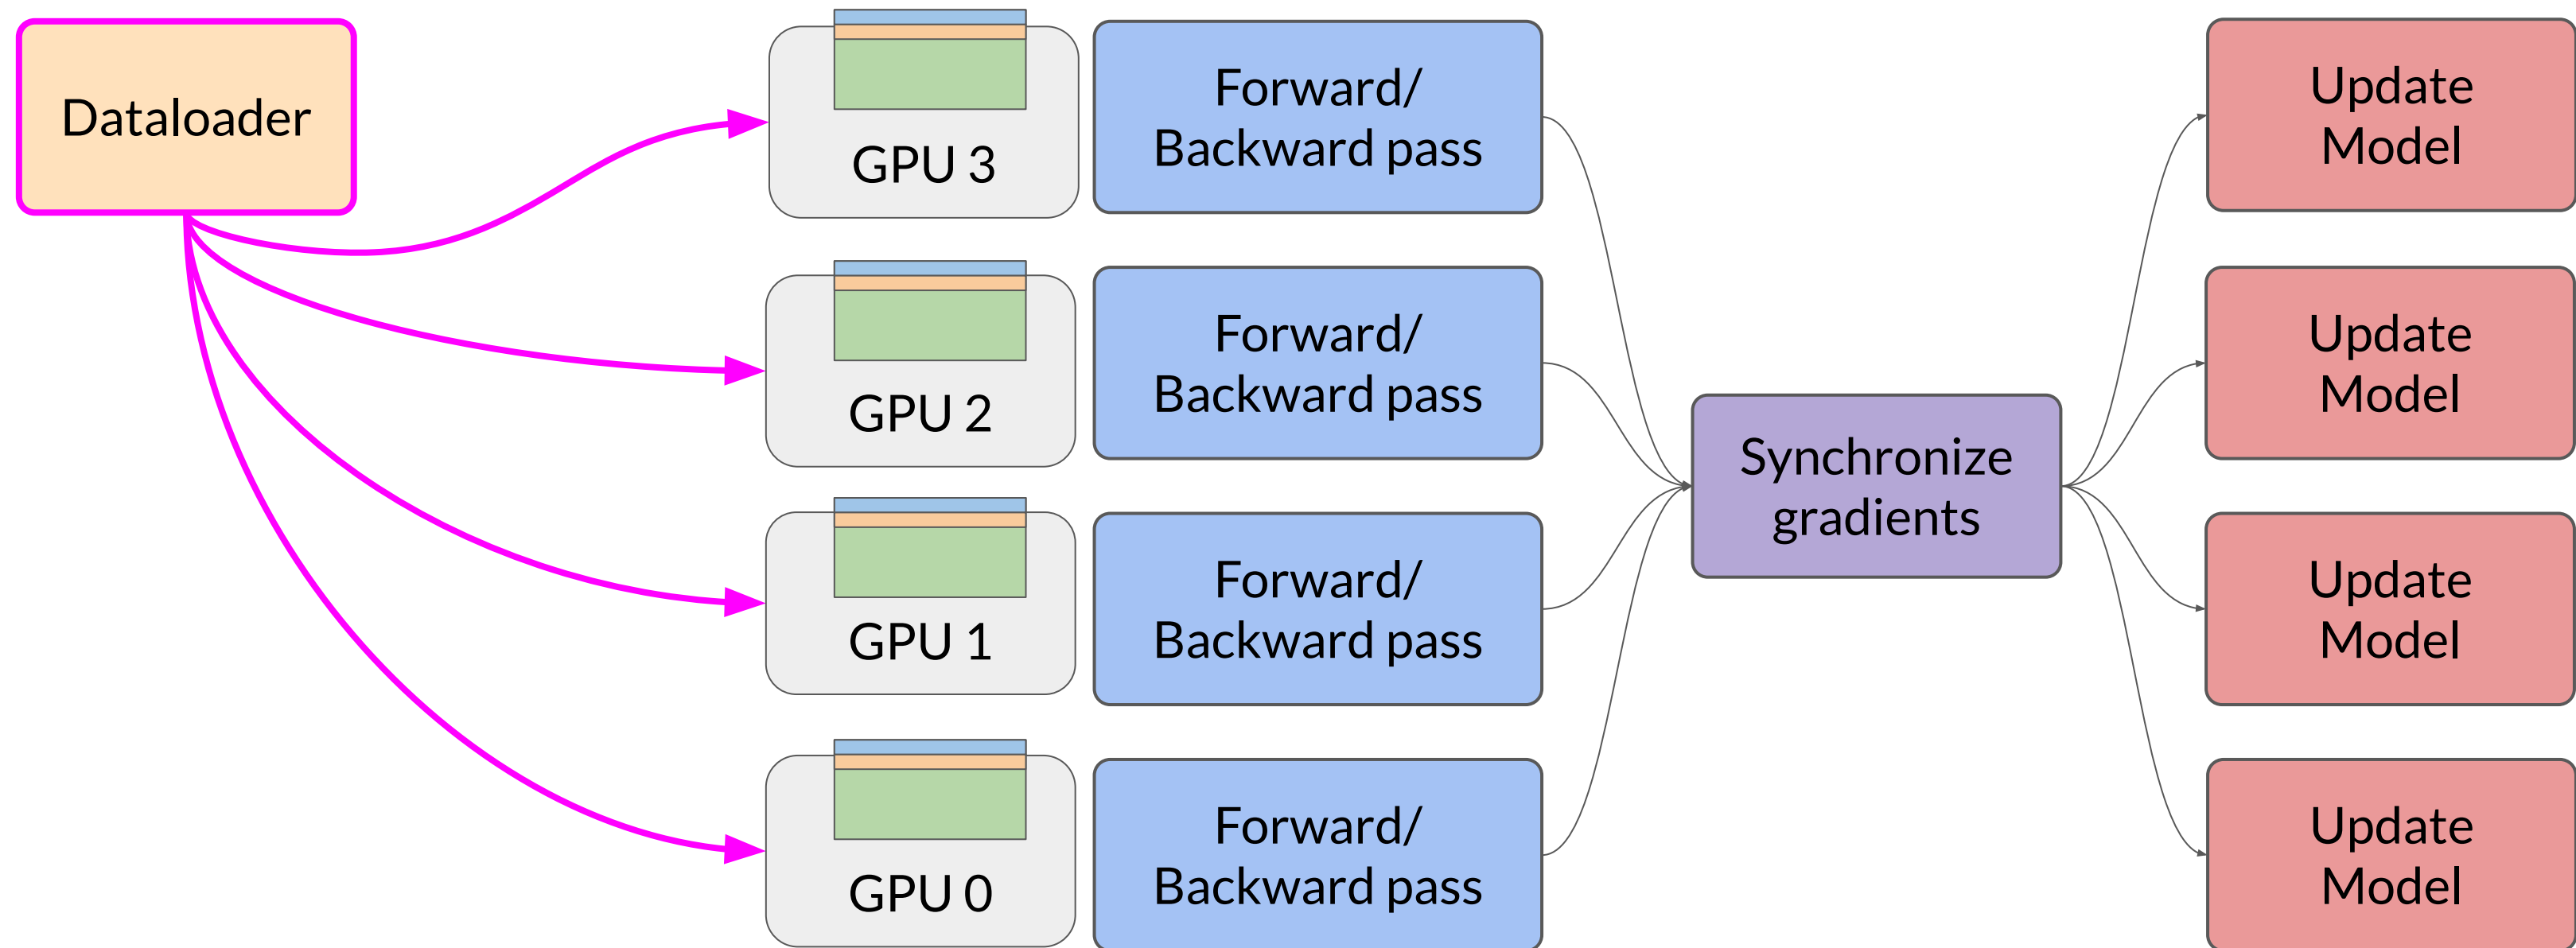 Dataloader
GPU 3
Forward/
Backward pass
Update
Model
GPU 2
Forward/
Backward pass
Update
Model
Synchronize
gradients
GPU 1
Forward/
Backward pass
Update
Model
GPU 0
Forward/
Backward pass
Update
Model